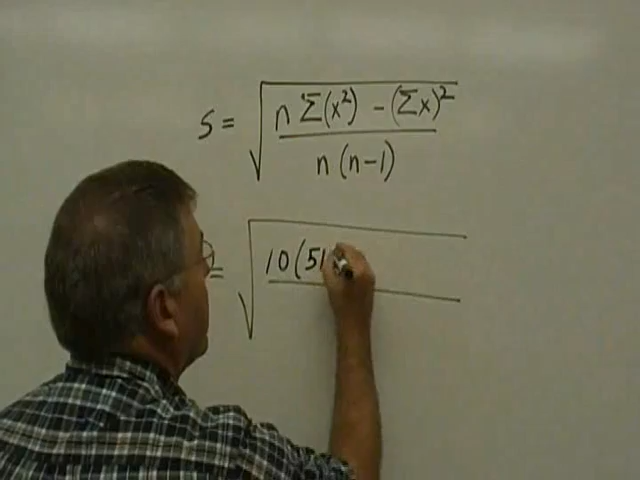 s = √ n Σ(x²) - (Σx)²
n (n-1)
= √ 10(51